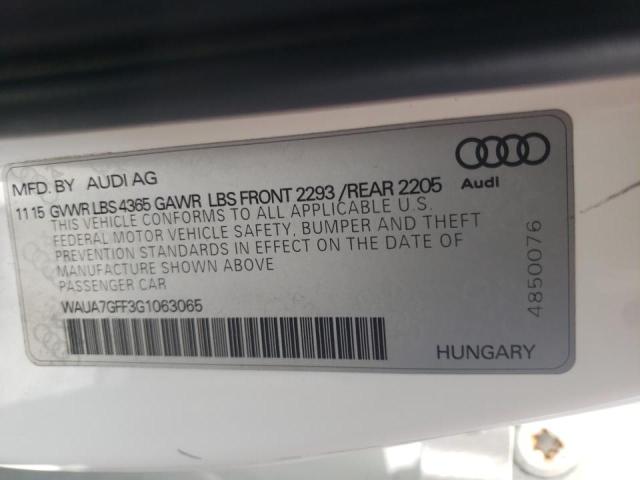 MFD. BY AUDI AG
11 15 GVWR LBS 4365 GAWR LBS FRONT 2293 /REAR 2205
THIS VEHICLE CONFORMS TO ALL APPLICABLE U.S.
FEDERAL MOTOR VEHICLE SAFETY, BUMPER AND THEFT
PREVENTION STANDARDS IN EFFECT ON THE DATE OF
MANUFACTURE SHOWN ABOVE
PASSENGER CAR
WAUA7GFF3G1063065
Audi
4850076
HUNGARY